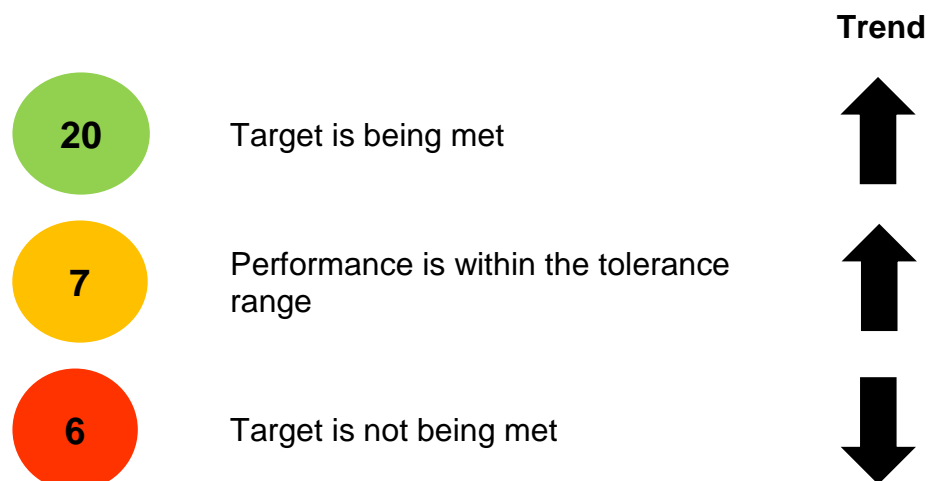 Trend
20
Target is being met
7
Performance is within the tolerance
range
6
Target is not being met